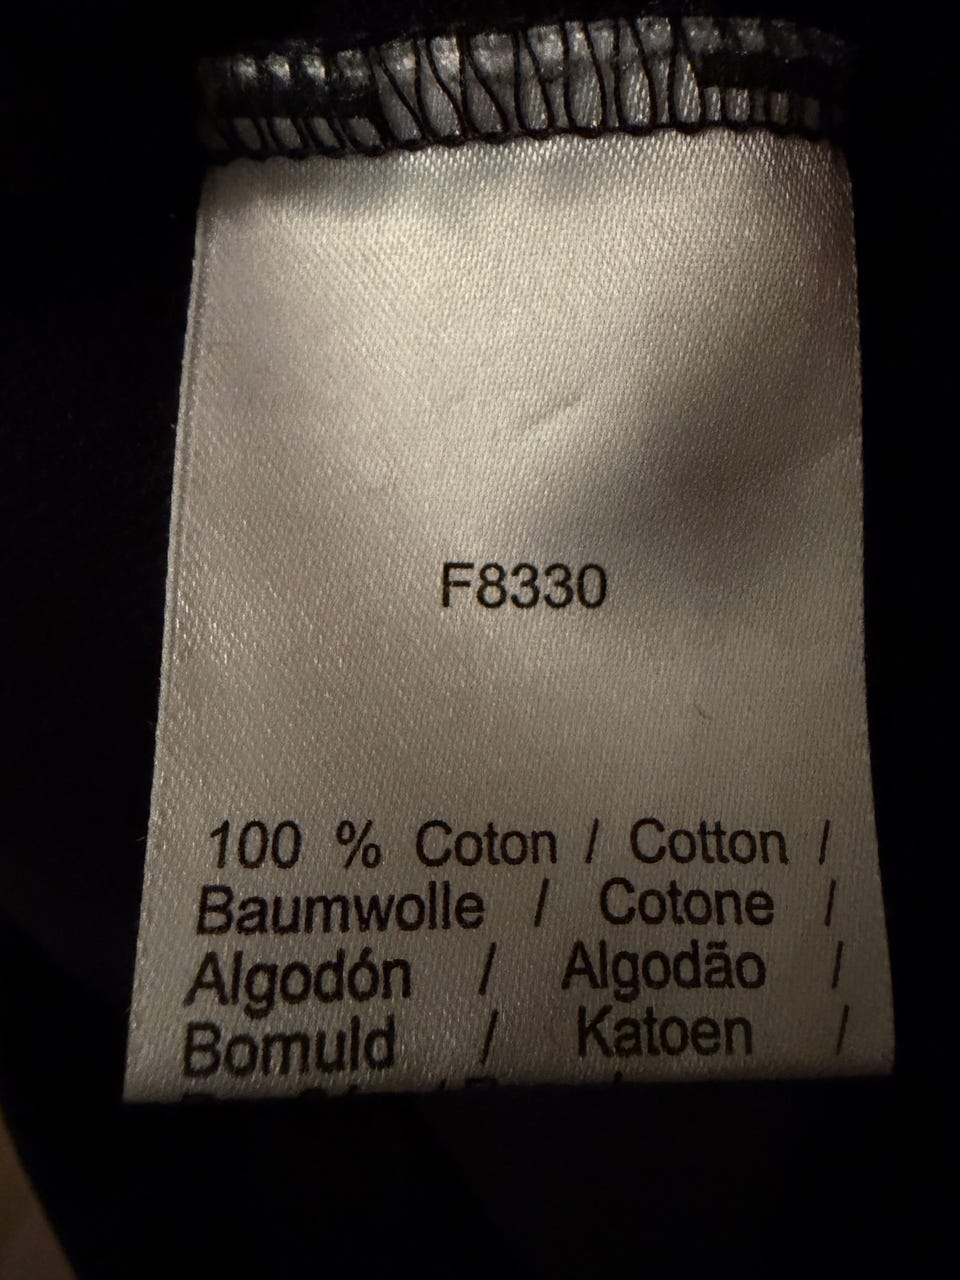 F8330
100 % Coton / Cotton /
Baumwolle / Cotone /
Algodón / Algodão /
Bomuld / Katoen /